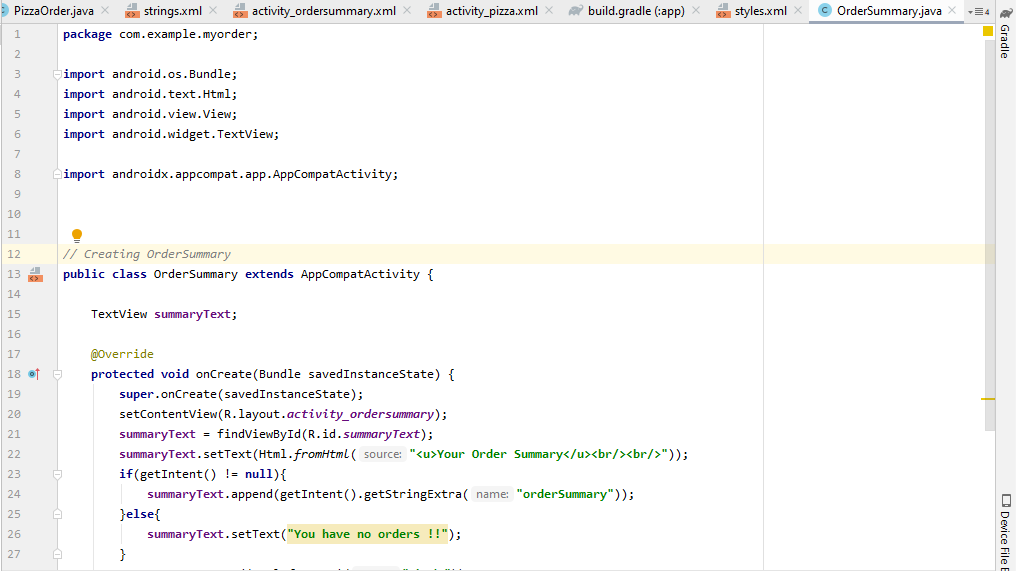 PizzaOrder.java strings.xml activity_ordersummary.xml activity_pizza.xml build.gradle (:app) styles.xml OrderSummary.java 4
1 package com.example.myorder;
2
3 import android.os.Bundle;
4 import android.text.Html;
5 import android.view.View;
6 import android.widget.TextView;
7
8 import androidx.appcompat.app.AppCompatActivity;
9
10
11
12 // Creating OrderSummary
13 public class OrderSummary extends AppCompatActivity {
14
15 TextView summaryText;
16
17 @Override
18 protected void onCreate(Bundle savedInstanceState) {
19 super.onCreate(savedInstanceState);
20 setContentView(R.layout.activity_ordersummary);
21 summaryText = findViewById(R.id.summaryText);
22 summaryText.setText(Html.fromHtml( source: "<u>Your Order Summary</u><br/><br/>"));
23 if(getIntent() != null){
24 summaryText.append(getIntent().getStringExtra( name: "orderSummary"));
25 }else{
26 summaryText.setText("You have no orders !!");
27 }
Gradle
Device File